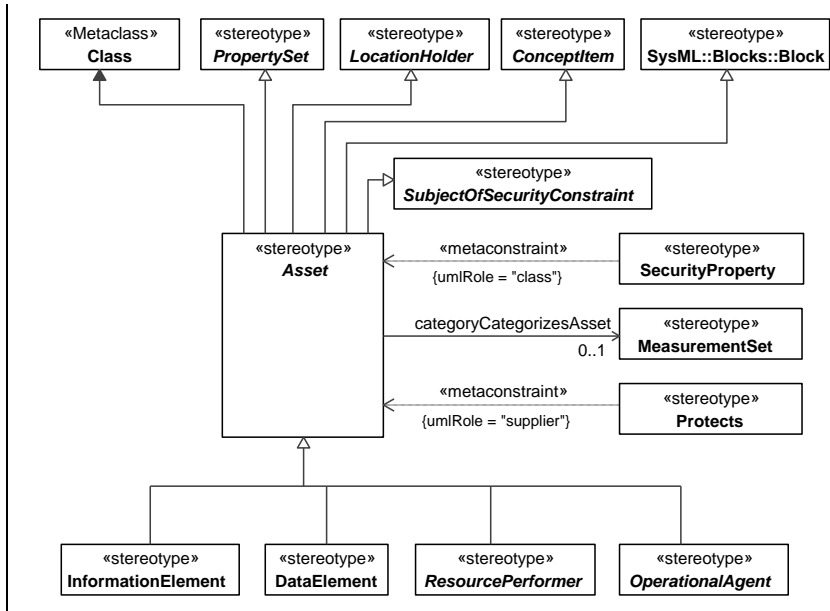 «Metaclass»
Class
«stereotype»
PropertySet
«stereotype»
LocationHolder
«stereotype»
ConceptItem
«stereotype»
SysML::Blocks::Block
«stereotype»
SubjectOfSecurityConstraint
«stereotype»
Asset
«metaconstraint»
{umlRole = "class"}
«stereotype»
SecurityProperty
categoryCategorizesAsset
0..1
«stereotype»
MeasurementSet
«metaconstraint»
{umlRole = "supplier"}
«stereotype»
Protects
«stereotype»
InformationElement
«stereotype»
DataElement
«stereotype»
ResourcePerformer
«stereotype»
OperationalAgent